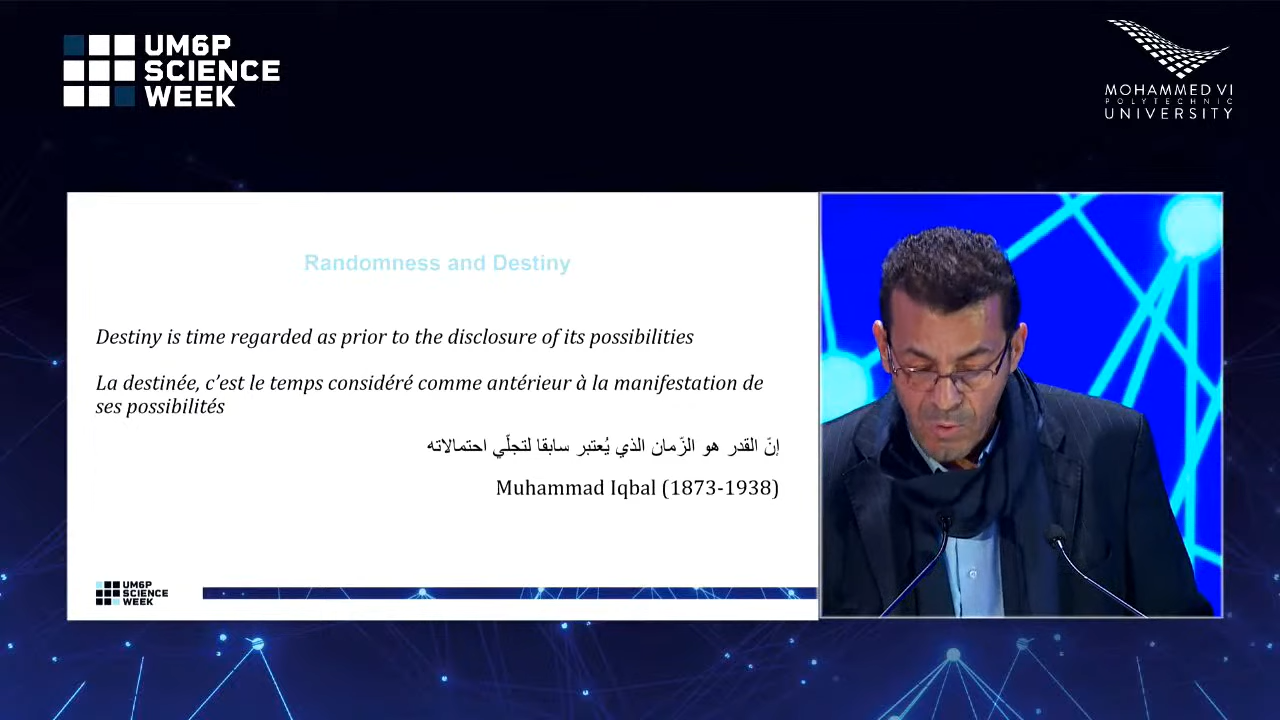 UM6P
SCIENCE
WEEK
MOHAMMED VI
POLYTECHNIC
UNIVERSITY
Randomness and Destiny
Destiny is time regarded as prior to the disclosure of its possibilities
La destinée, c’est le temps considéré comme antérieur à la manifestation de
ses possibilités
إنّ القدر هو الزّمان الذي يُعتبر سابقا لتجلّي احتمالاته
Muhammad Iqbal (1873-1938)
UM6P
SCIENCE
WEEK